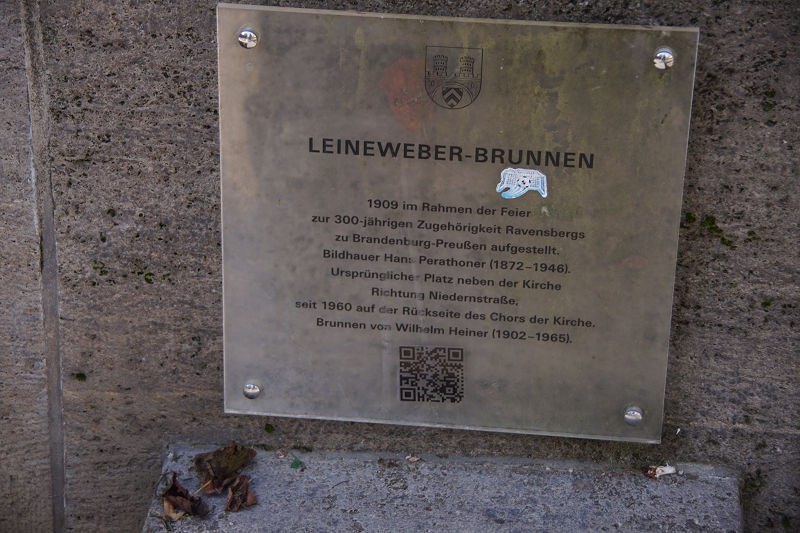 LEINEWEBER-BRUNNEN
1909 im Rahmen der Feier
zur 300-jährigen Zugehörigkeit Ravensbergs
zu Brandenburg-Preußen aufgestellt.
Bildhauer Hans Perathoner (1872–1946).
Ursprünglicher Platz neben der Kirche
Richtung Niedernstraße,
seit 1960 auf der Rückseite des Chors der Kirche.
Brunnen von Wilhelm Heiner (1902–1965).